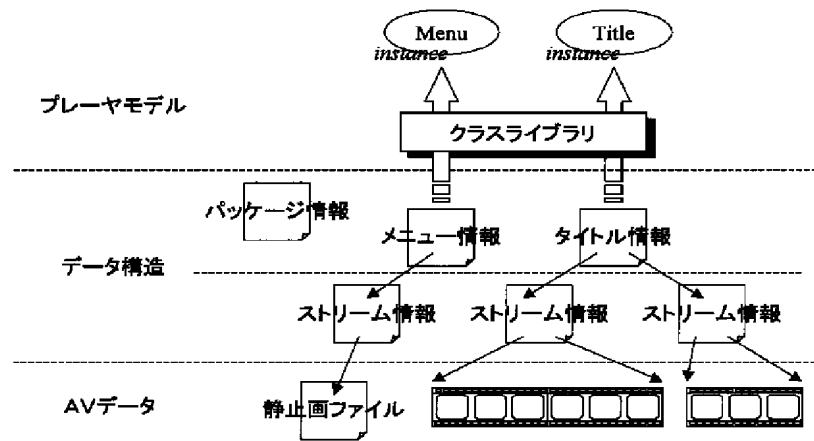 Menu
instance
Title
instance
プレーヤモデル
クラスライブラリ
パッケージ情報
メニュー情報
タイトル情報
データ構造
ストリーム情報
ストリーム情報
ストリーム情報
AVデータ
静止画ファイル